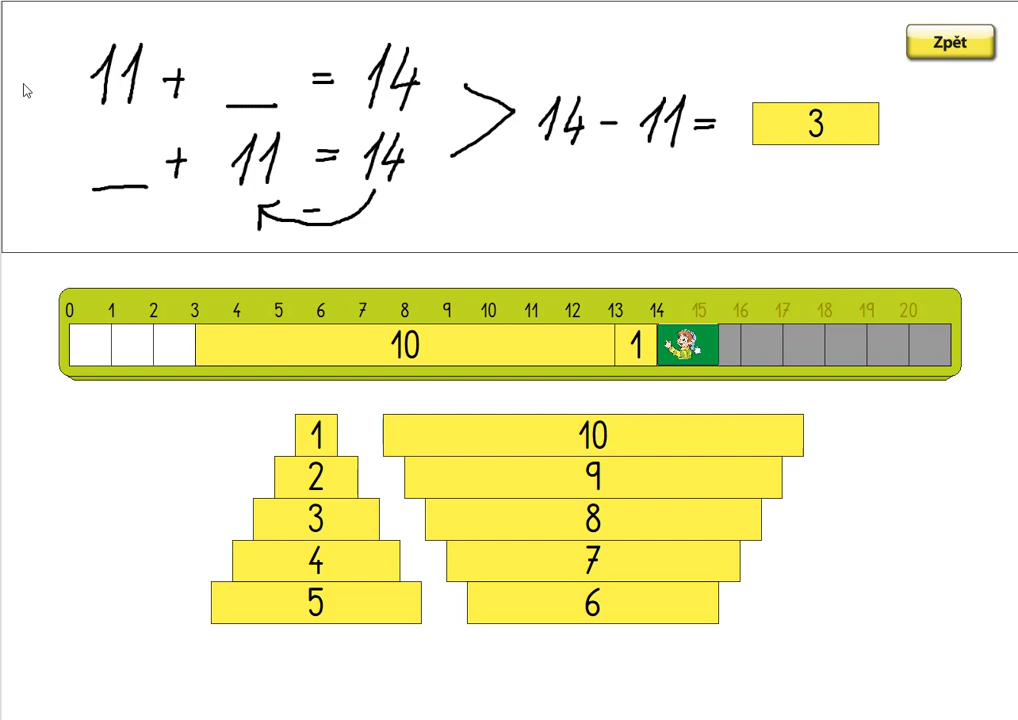 Zpět
11 + __ = 14
14 - 11 = 3
__ + 11 = 14
-
0 1 2 3 4 5 6 7 8 9 10 11 12 13 14 15 16 17 18 19 20
10 1
1 10
2 9
3 8
4 7
5 6